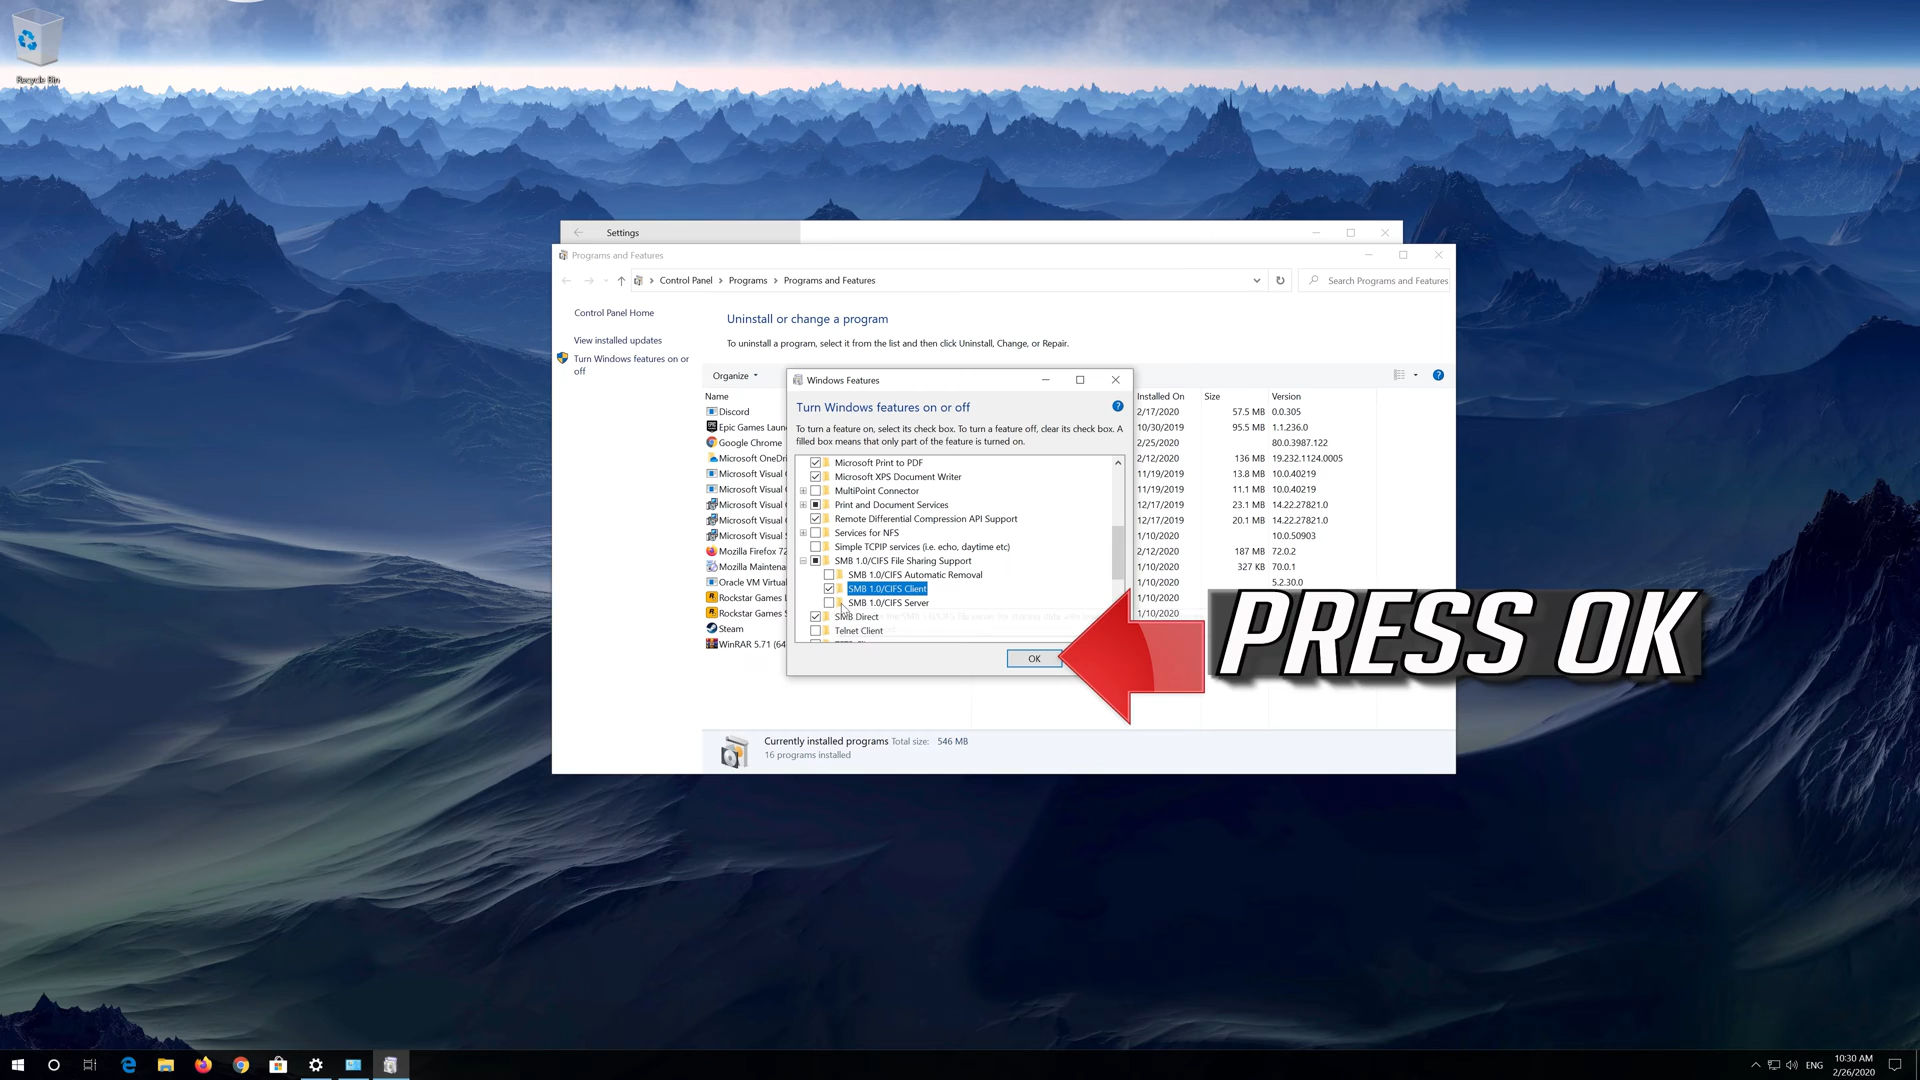 Recycle Bin
Settings
Programs and Features
Control Panel
Programs
Programs and Features
Search Programs and Features
Control Panel Home
View installed updates
Turn Windows features on or
off
Uninstall or change a program
To uninstall a program, select it from the list and then click Uninstall, Change, or Repair.
Organize
Name
Installed On
Size
Version
Discord
2/17/2020
57.5 MB
0.0.305
Epic Games Laun
10/30/2019
95.5 MB
1.1.236.0
Google Chrome
2/25/2020
80.0.3987.122
Microsoft OneDri
2/12/2020
136 MB
19.232.1124.0005
Microsoft Visual
11/19/2019
13.8 MB
10.0.40219
Microsoft Visual
11/19/2019
11.1 MB
10.0.40219
Microsoft Visual
12/17/2019
23.1 MB
14.22.27821.0
Microsoft Visual
12/17/2019
20.1 MB
14.22.27821.0
Microsoft Visual
1/10/2020
10.0.50903
Mozilla Firefox 72
2/12/2020
187 MB
72.0.2
Mozilla Maintena
1/10/2020
327 KB
70.0.1
Oracle VM Virtual
1/10/2020
5.2.30.0
Rockstar Games
1/10/2020
Rockstar Games
1/10/2020
Steam
WinRAR 5.71 (64
Windows Features
Turn Windows features on or off
To turn a feature on, select its check box. To turn a feature off, clear its check box. A
filled box means that only part of the feature is turned on.
Microsoft Print to PDF
Microsoft XPS Document Writer
MultiPoint Connector
Print and Document Services
Remote Differential Compression API Support
Services for NFS
Simple TCPIP services (i.e. echo, daytime etc)
SMB 1.0/CIFS File Sharing Support
SMB 1.0/CIFS Automatic Removal
SMB 1.0/CIFS Client
SMB 1.0/CIFS Server
SMB Direct
Telnet Client
OK
PRESS OK
Currently installed programs Total size: 546 MB
16 programs installed
ENG
10:30 AM
2/26/2020